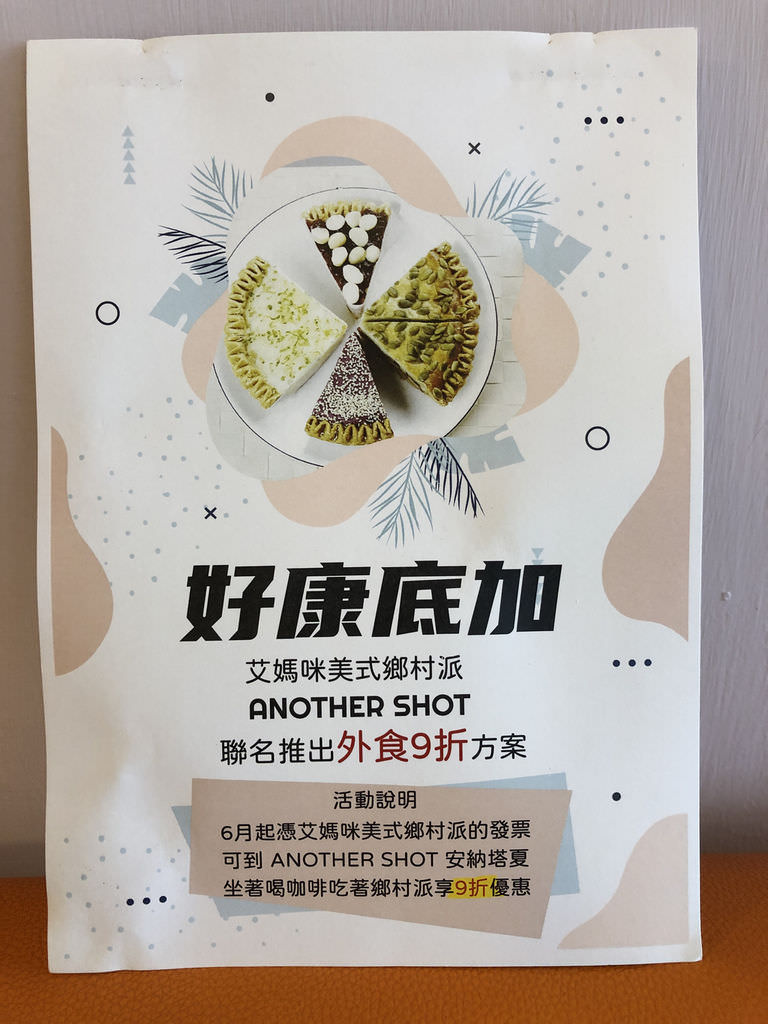 好康底加
艾媽咪美式鄉村派
ANOTHER SHOT
聯名推出外食9折方案
活動說明
6月起憑艾媽咪美式鄉村派的發票
可到 ANOTHER SHOT 安納塔夏
坐著喝咖啡吃著鄉村派享9折優惠